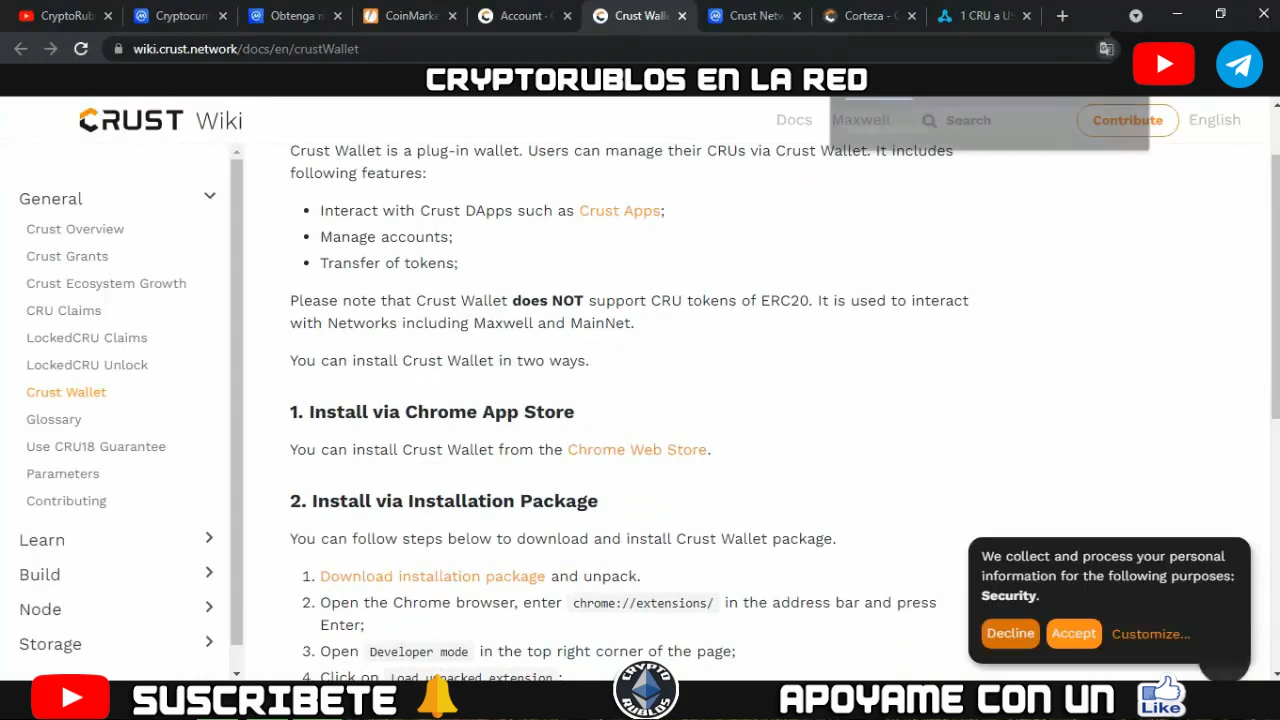 CryptoRub
Cryptocurr
Obtenga n
CoinMarke
Account - C
Crust Walle
Crust Netw
Corteza - C
1 CRU a US
wiki.crust.network/docs/en/crustWallet
CRYPTORUBLOS EN LA RED
CRUST Wiki
Docs
Maxwell
Search
Contribute
English
General
Crust Overview
Crust Grants
Crust Ecosystem Growth
CRU Claims
LockedCRU Claims
LockedCRU Unlock
Crust Wallet
Glossary
Use CRU18 Guarantee
Parameters
Contributing
Learn
Build
Node
Storage
Crust Wallet is a plug-in wallet. Users can manage their CRUs via Crust Wallet. It includes
following features:
• Interact with Crust DApps such as Crust Apps;
• Manage accounts;
• Transfer of tokens;
Please note that Crust Wallet does NOT support CRU tokens of ERC20. It is used to interact
with Networks including Maxwell and MainNet.
You can install Crust Wallet in two ways.
1. Install via Chrome App Store
You can install Crust Wallet from the Chrome Web Store.
2. Install via Installation Package
You can follow steps below to download and install Crust Wallet package.
1. Download installation package and unpack.
2. Open the Chrome browser, enter chrome://extensions/ in the address bar and press
Enter;
3. Open Developer mode in the top right corner of the page;
4. Click on Load unpacked extension ;
We collect and process your personal
information for the following purposes:
Security.
Decline
Accept
Customize...
SUSCRIBETE
CRYPTO
RUBLOS
APOYAME CON UN
Like